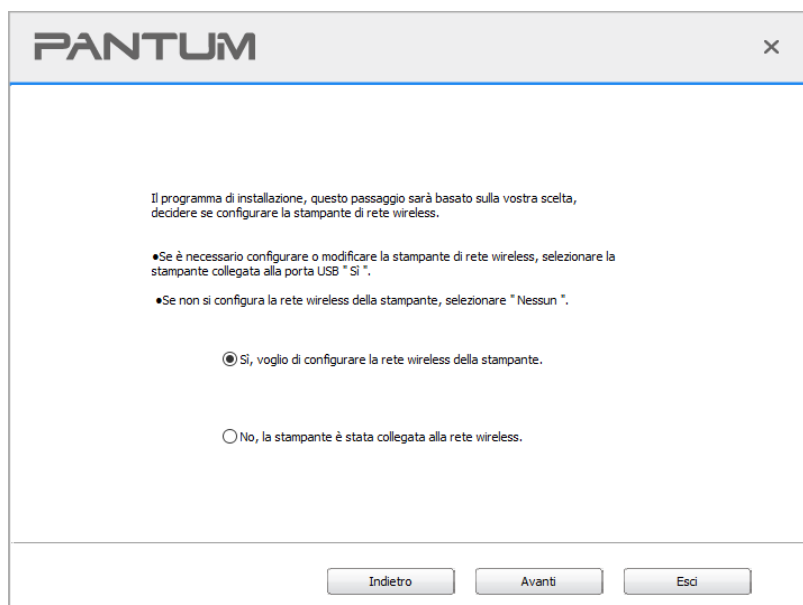 PANTUM
Il programma di installazione, questo passaggio sarà basato sulla vostra scelta,
decidere se configurare la stampante di rete wireless.
●Se è necessario configurare o modificare la stampante di rete wireless, selezionare la
stampante collegata alla porta USB " Sì ".
●Se non si configura la rete wireless della stampante, selezionare " Nessun ".
Sì, voglio di configurare la rete wireless della stampante.
No, la stampante è stata collegata alla rete wireless.
Indietro Avanti Esci